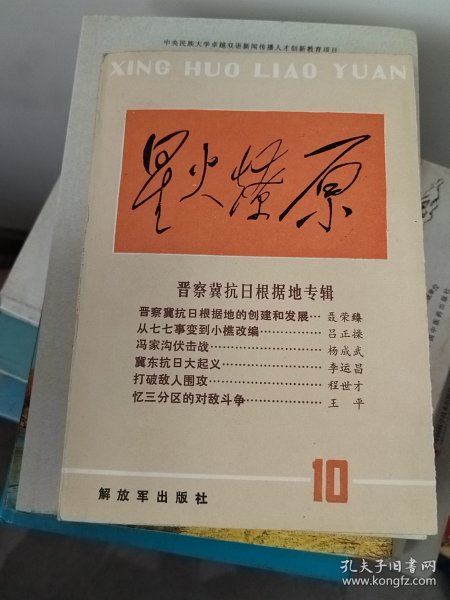 中央民族大学卓越双语新闻传播人才创新教育项目
XING HUO LIAO YUAN
星火燎原
晋察冀抗日根据地专辑
晋察冀抗日根据地的创建和发展…聂荣臻
从七七事变到小樵改编……………吕正操
冯家沟伏击战………………………杨成武
冀东抗日大起义……………………李运昌
打破敌人围攻………………………程世才
忆三分区的对敌斗争………………王平
10
解放军出版社
中医药出版社
孔夫子旧书网
www.kongfz.com